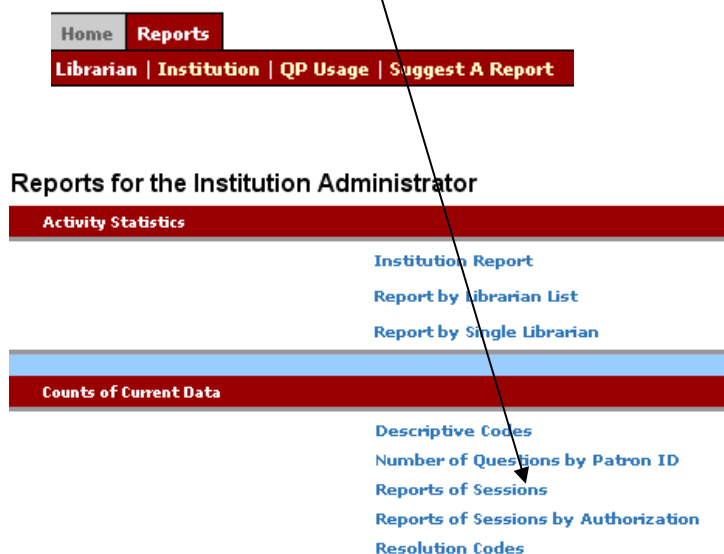 Home Reports
Librarian | Institution | QP Usage | Suggest A Report
Reports for the Institution Administrator
Activity Statistics
Institution Report
Report by Librarian List
Report by Single Librarian
Counts of Current Data
Descriptive Codes
Number of Questions by Patron ID
Reports of Sessions
Reports of Sessions by Authorization
Resolution Codes